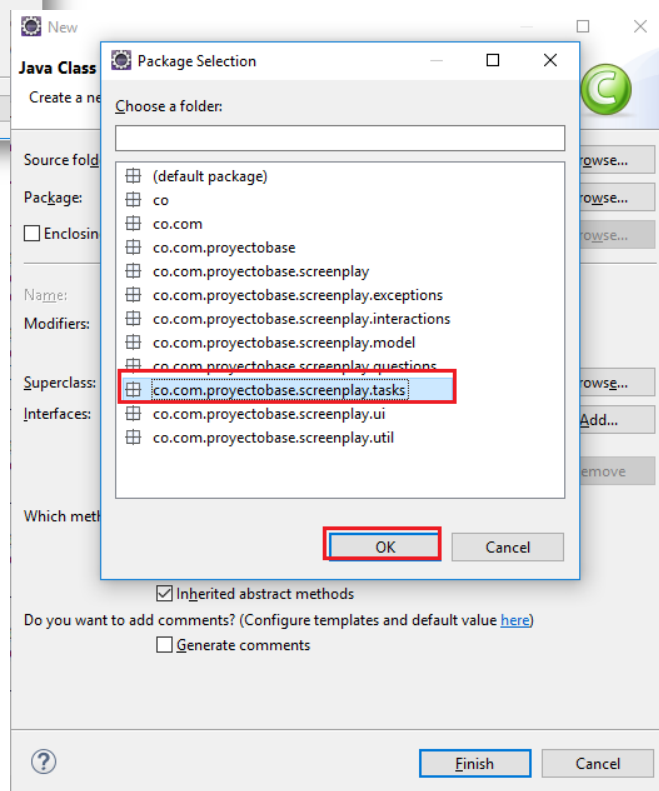 New
Java Class
Create a ne
Package Selection
Choose a folder:
(default package)
co
co.com
co.com.proyectobase
co.com.proyectobase.screenplay
co.com.proyectobase.screenplay.exceptions
co.com.proyectobase.screenplay.interactions
co.com.proyectobase.screenplay.model
co.com.proyectobase.screenplay.questions
co.com.proyectobase.screenplay.tasks
co.com.proyectobase.screenplay.ui
co.com.proyectobase.screenplay.util
OK Cancel
Source fold rowse...
Package: rowse...
Enclosin rowse...
Name:
Modifiers:
Superclass: rowse...
Interfaces: Add...
emove
Which meth
Inherited abstract methods
Do you want to add comments? (Configure templates and default value here)
Generate comments
Finish Cancel